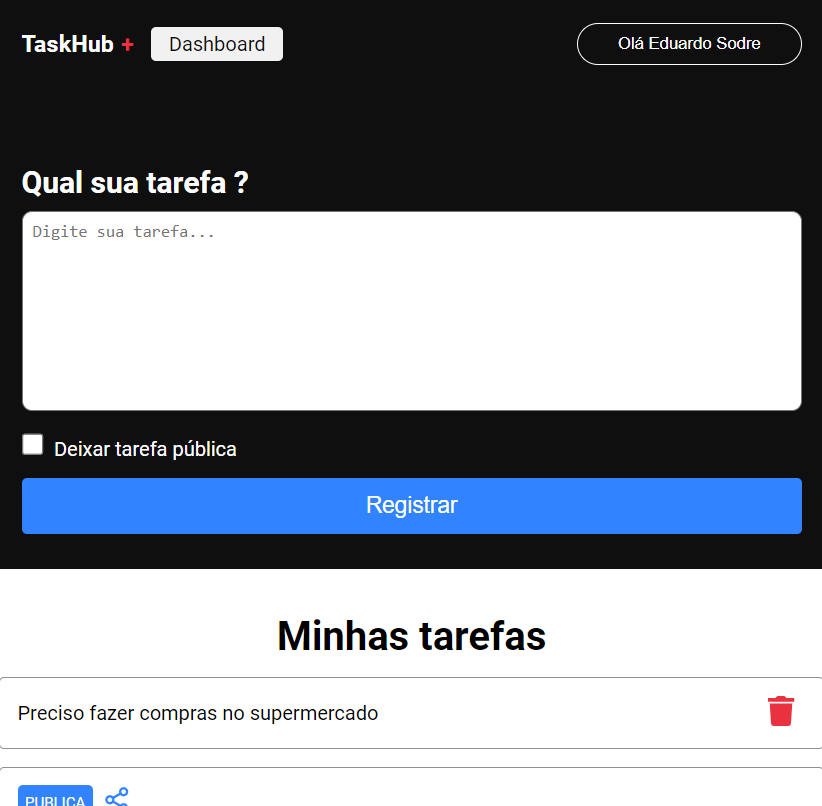 TaskHub + Dashboard Olá Eduardo Sodre
Qual sua tarefa ?
Digite sua tarefa...
Deixar tarefa pública
Registrar
Minhas tarefas
Preciso fazer compras no supermercado
PUBLICA